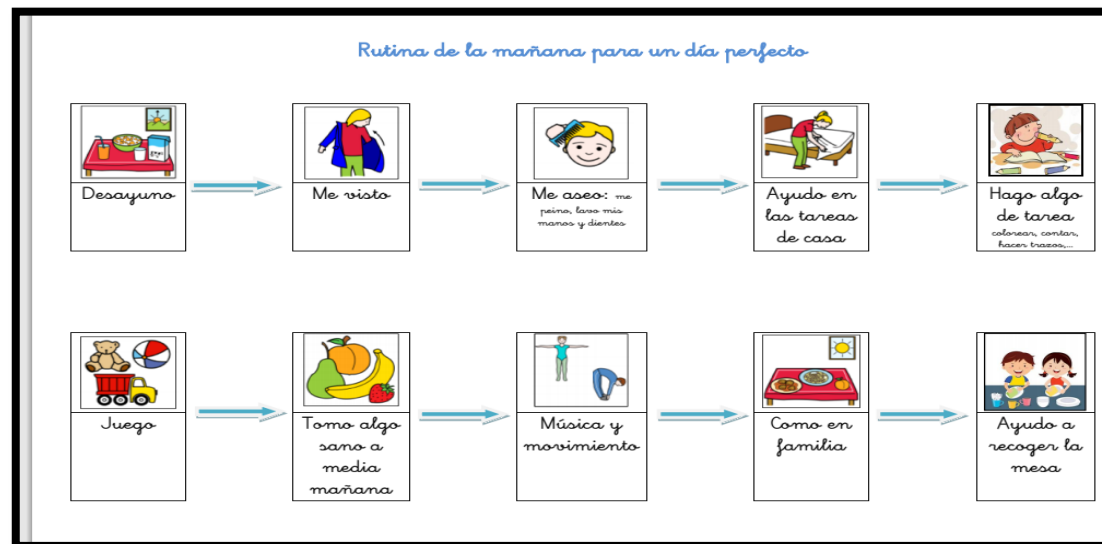 Rutina de la mañana para un día perfecto
Desayuno
Me visto
Me aseo: me
peino, lavo mis
manos y dientes
Ayudo en
las tareas
de casa
Hago algo
de tarea
colorear, contar,
hacer trazos,...
Juego
Tomo algo
sano a
media
mañana
Música y
movimiento
Como en
familia
Ayudo a
recoger la
mesa